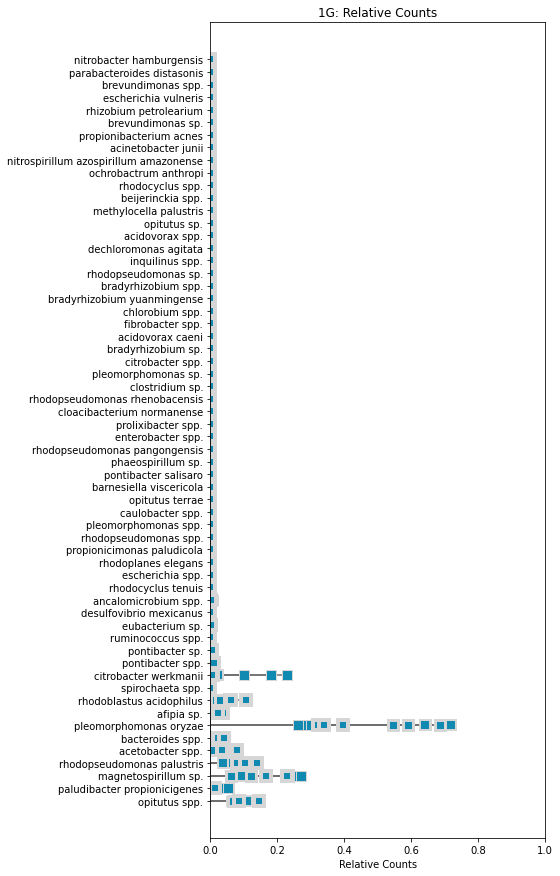 1G: Relative Counts
nitrobacter hamburgensis
parabacteroides distasonis
brevundimonas spp.
escherichia vulneris
rhizobium petrolearium
brevundimonas sp.
propionibacterium acnes
acinetobacter junii
nitrospirillum azospirillum amazonense
ochrobactrum anthropi
rhodocyclus spp.
beijerinckia spp.
methylocella palustris
opitutus sp.
acidovorax spp.
dechloromonas agitata
inquilinus spp.
rhodopseudomonas sp.
bradyrhizobium spp.
bradyrhizobium yuanmingense
chlorobium spp.
fibrobacter spp.
acidovorax caeni
bradyrhizobium sp.
citrobacter spp.
pleomorphomonas sp.
clostridium sp.
rhodopseudomonas rhenobacensis
cloacibacterium normanense
prolixibacter spp.
enterobacter spp.
rhodopseudomonas pangongensis
phaeospirillum sp.
pontibacter salisaro
barnesiella viscericola
opitutus terrae
caulobacter spp.
pleomorphomonas spp.
rhodopseudomonas spp.
propionicimonas paludicola
rhodoplanes elegans
escherichia spp.
rhodocyclus tenuis
ancalomicrobium spp.
desulfovibrio mexicanus
eubacterium sp.
ruminococcus spp.
pontibacter sp.
pontibacter spp.
citrobacter werkmanii
spirochaeta spp.
rhodoblastus acidophilus
afipia sp.
pleomorphomonas oryzae
bacteroides spp.
acetobacter spp.
rhodopseudomonas palustris
magnetospirillum sp.
paludibacter propionicigenes
opitutus spp.
0.0 0.2 0.4 0.6 0.8 1.0
Relative Counts